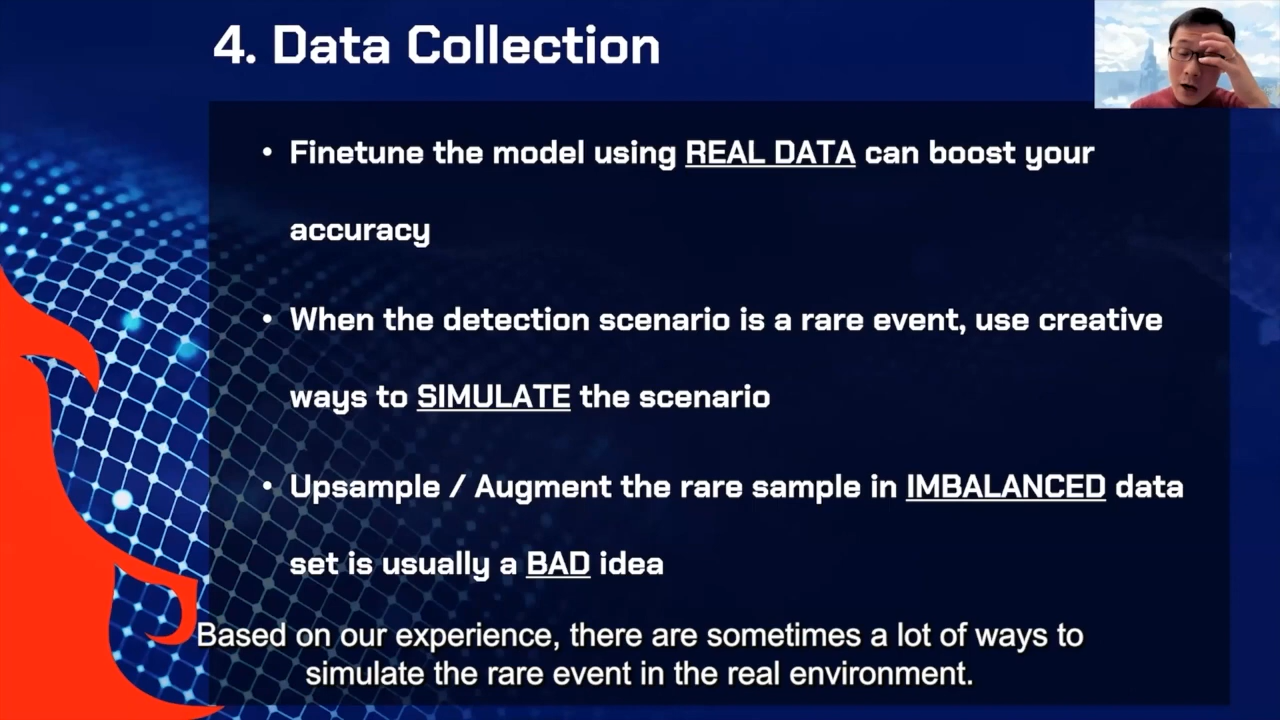 4. Data Collection
• Finetune the model using REAL DATA can boost your
accuracy
• When the detection scenario is a rare event, use creative
ways to SIMULATE the scenario
• Upsample / Augment the rare sample in IMBALANCED data
set is usually a BAD idea
Based on our experience, there are sometimes a lot of ways to
simulate the rare event in the real environment.